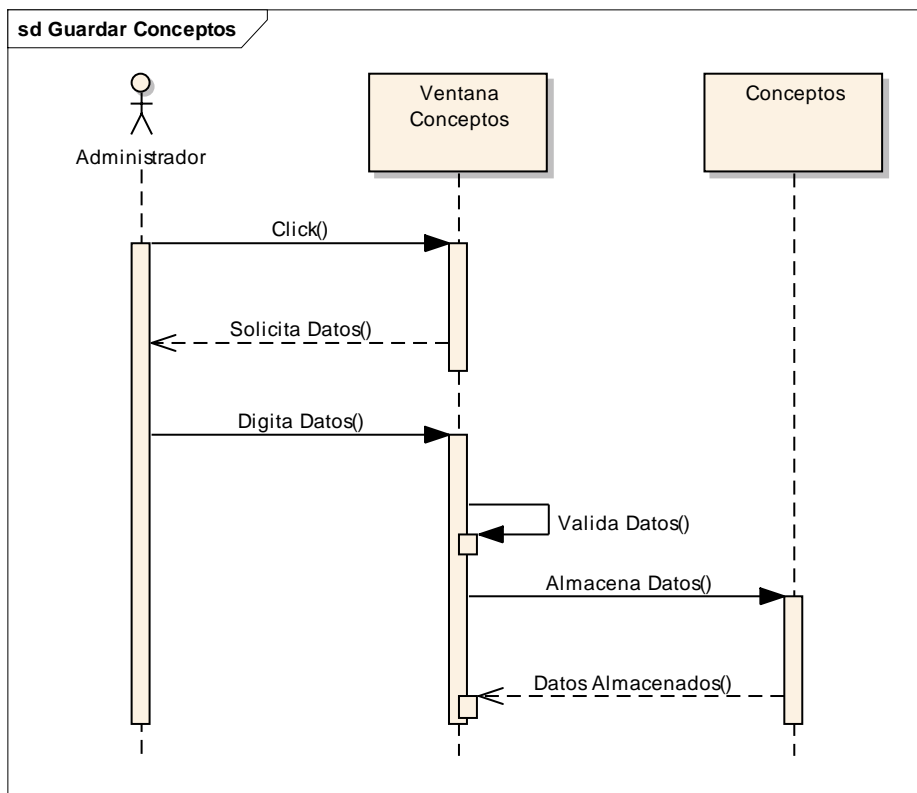 sd Guardar Conceptos
Administrador
Ventana
Conceptos
Conceptos
Click()
Solicita Datos()
Digita Datos()
Valida Datos()
Almacena Datos()
Datos Almacenados()